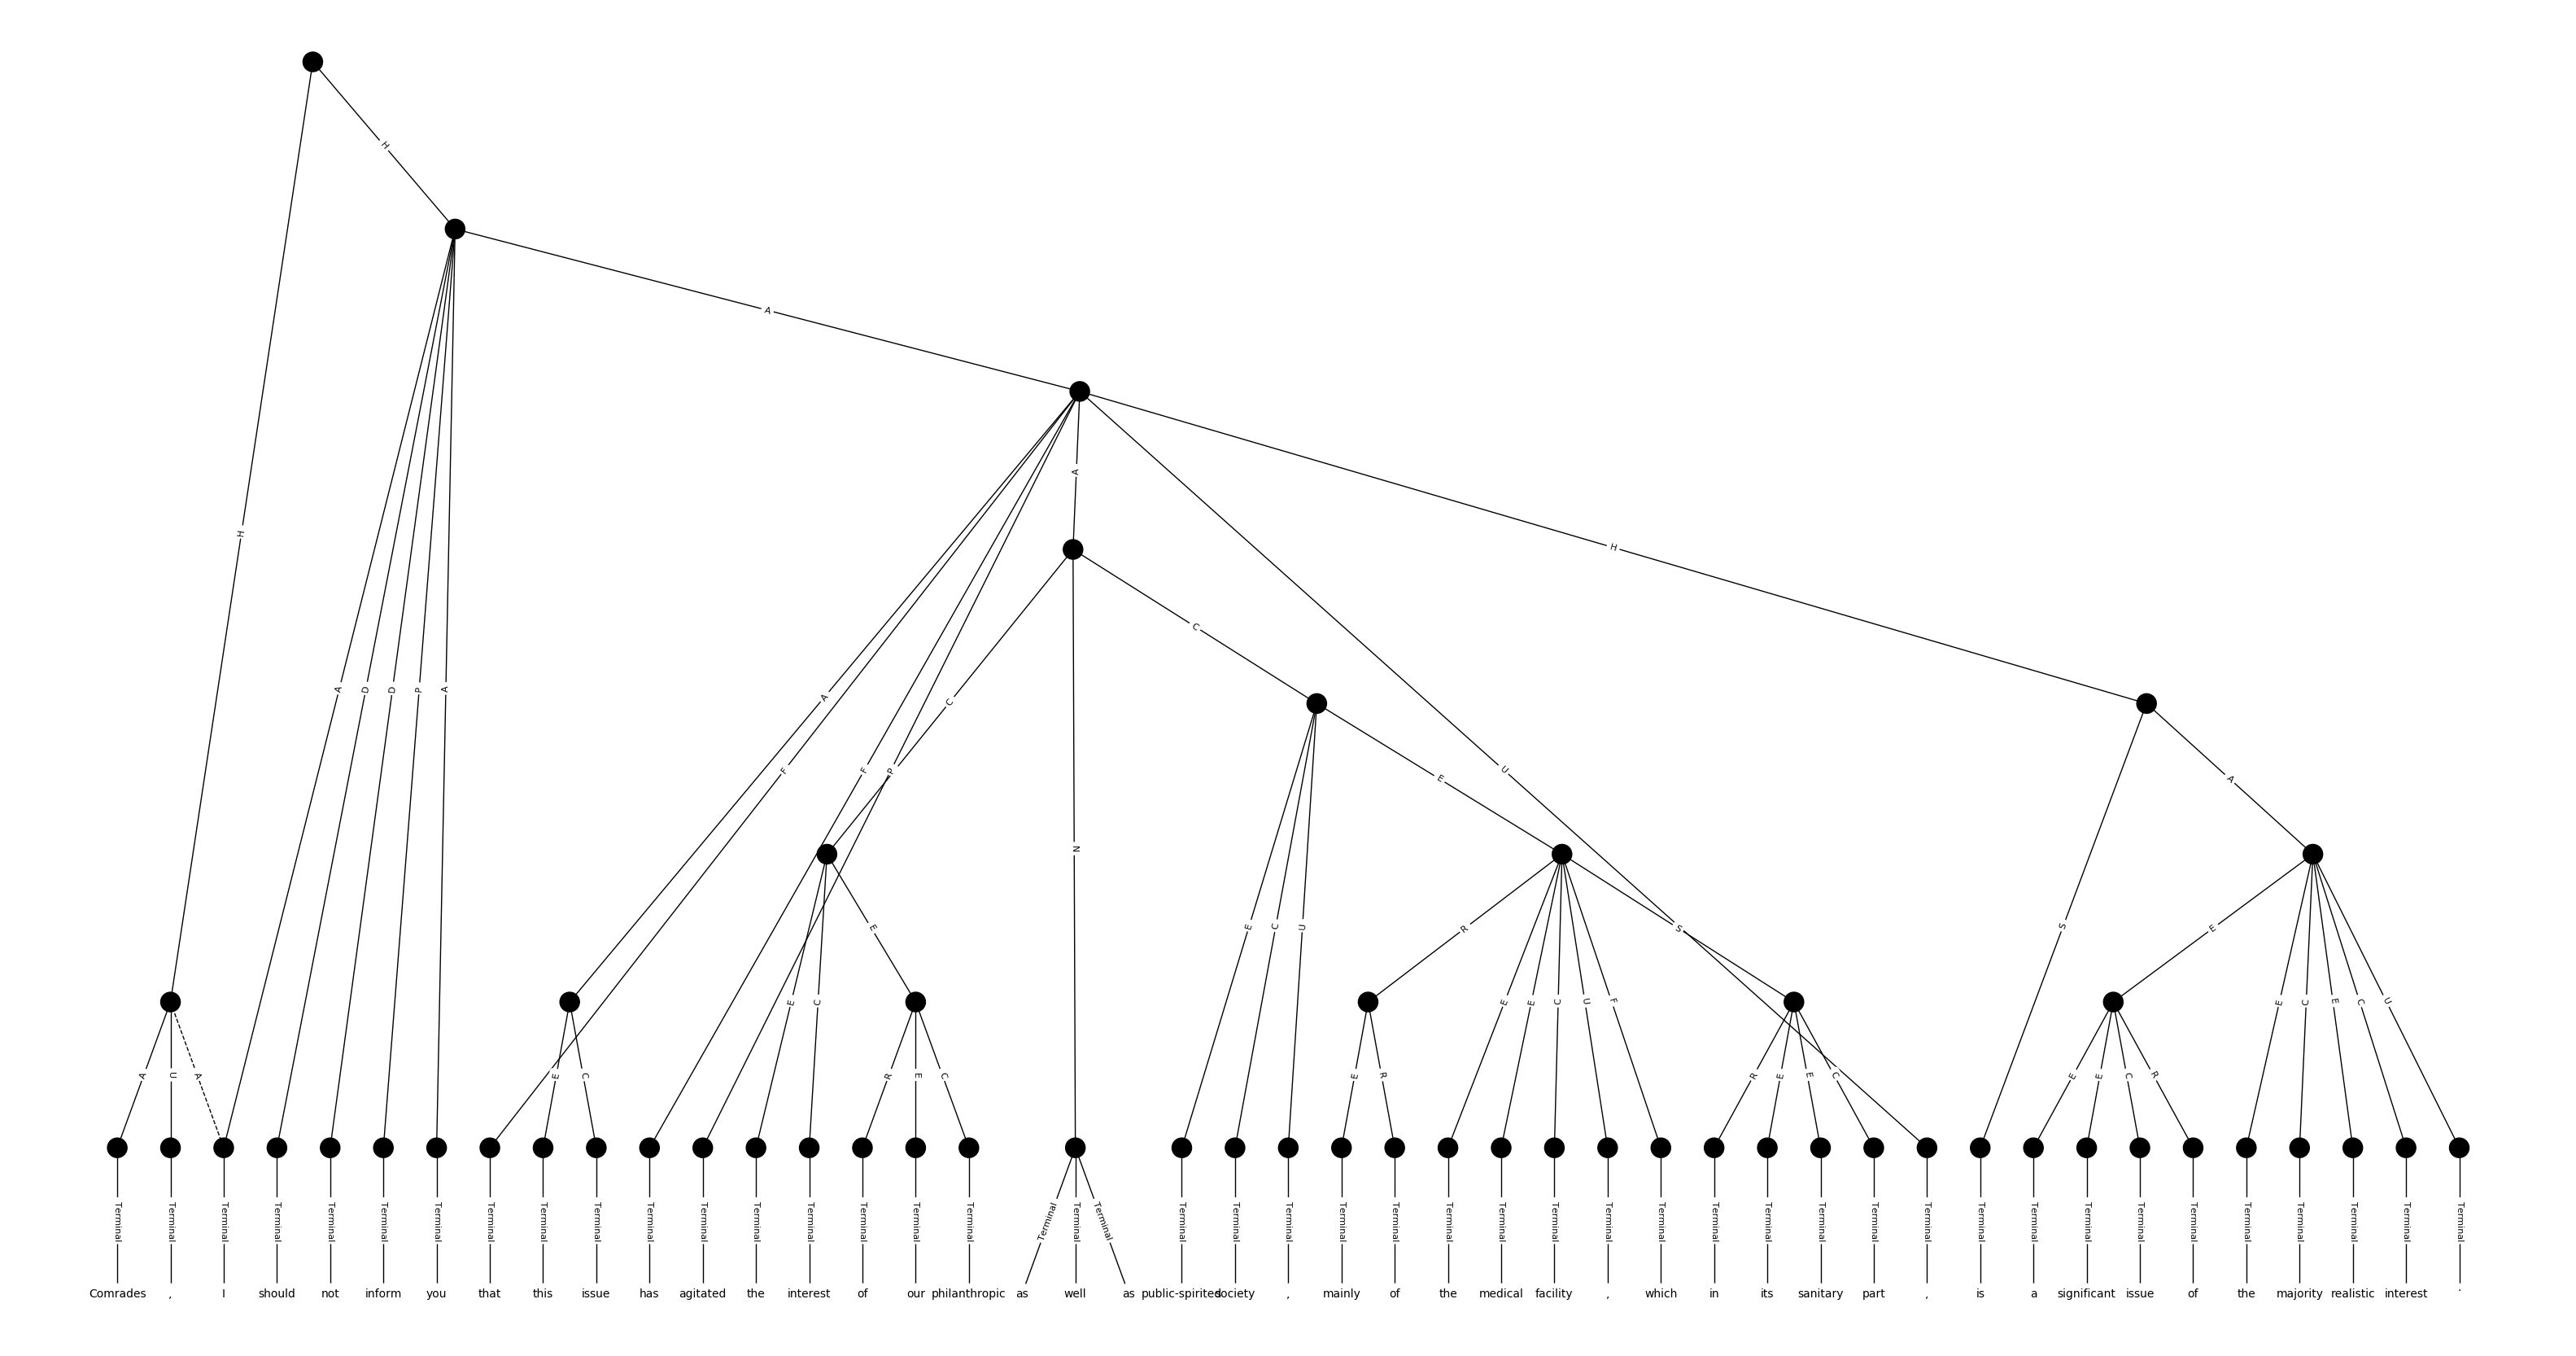 H
H
A
A
H
A
D
D
P
A
C
A
F
F
P
C
U
E
A
N
E
E
C
U
R
S
S
E
E
C
E
E
C
U
F
E
C
E
C
U
A
U
A
E
C
R
E
C
E
R
R
E
E
C
E
E
C
R
Terminal Terminal Terminal Terminal Terminal Terminal Terminal Terminal Terminal Terminal Terminal Terminal Terminal Terminal Terminal Terminal Terminal Terminal Terminal Terminal Terminal Terminal Terminal Terminal Terminal Terminal Terminal Terminal Terminal Terminal Terminal Terminal Terminal Terminal Terminal Terminal Terminal Terminal Terminal Terminal Terminal Terminal Terminal Terminal Terminal
Comrades , I should not inform you that this issue has agitated the interest of our philanthropic as well as public-spirited society , mainly of the medical facility , which in its sanitary part , is a significant issue of the majority realistic interest .